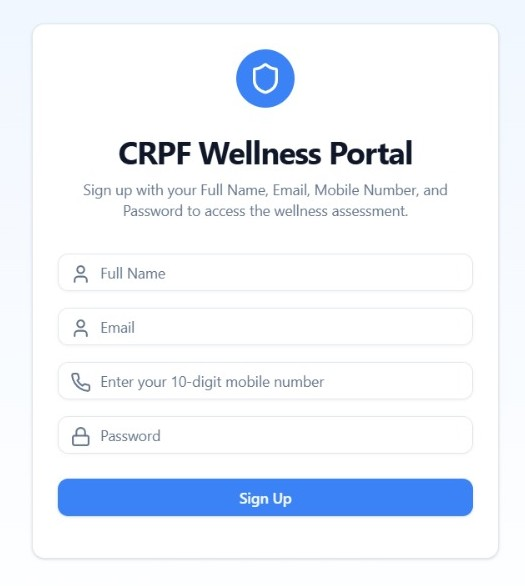 CRPF Wellness Portal
Sign up with your Full Name, Email, Mobile Number, and
Password to access the wellness assessment.
Full Name
Email
Enter your 10-digit mobile number
Password
Sign Up